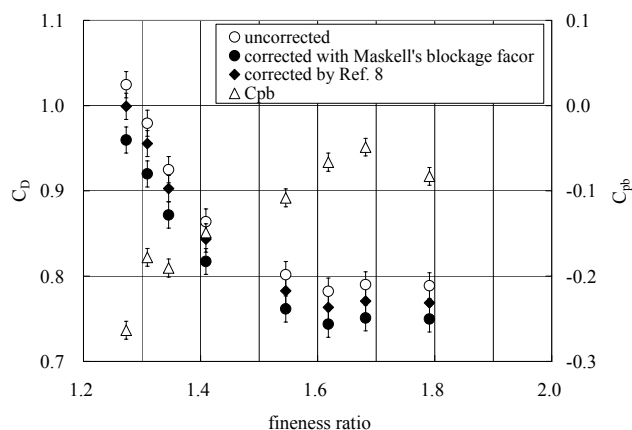 1.1
1.0
0.9
0.8
0.7
C_D
uncorrected
corrected with Maskell's blockage facor
corrected by Ref. 8
Cpb
0.1
0.0
-0.1
-0.2
-0.3
C_pb
1.2 1.4 1.6 1.8 2.0
fineness ratio